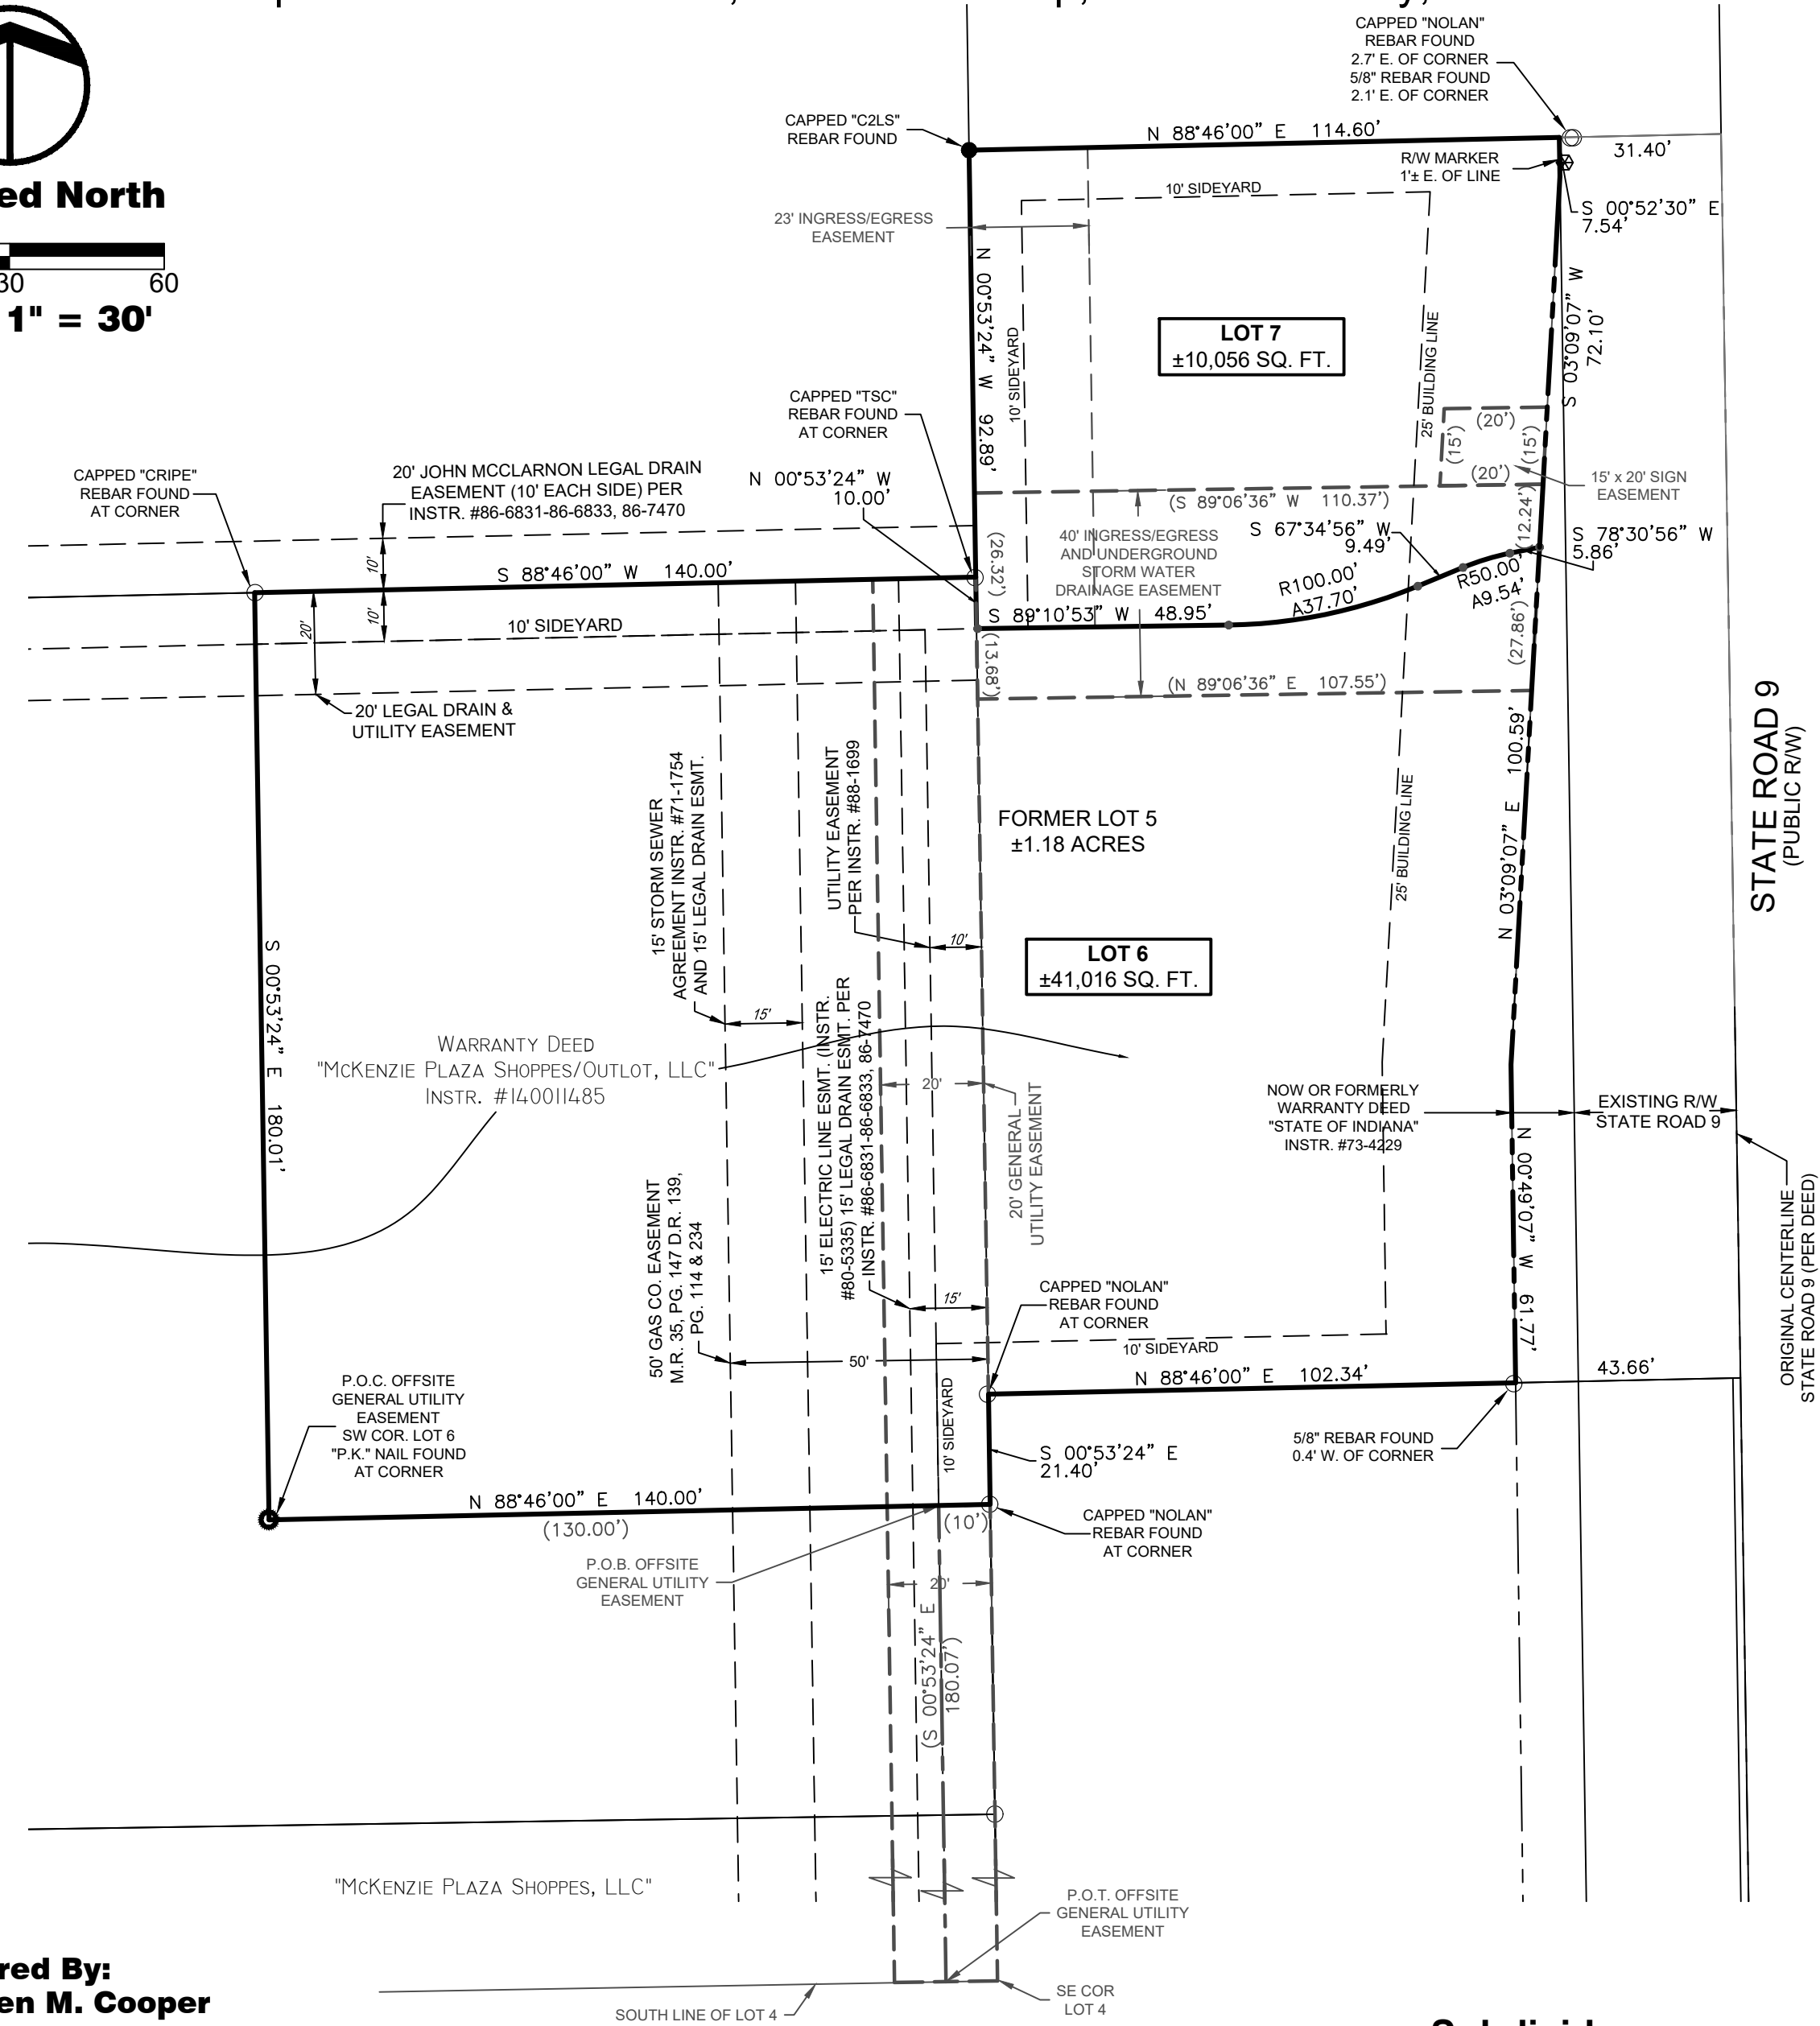 CAPPED "NOLAN"
REBAR FOUND
2.7' E. OF CORNER
5/8" REBAR FOUND
2.1' E. OF CORNER
ed North
30 60
1" = 30'
CAPPED "C2LS"
REBAR FOUND
N 88°46'00” E 114.60'
31.40'
R/W MARKER
1'± E. OF LINE
S 00°52'30” E
7.54'
10' SIDEYARD
23' INGRESS/EGRESS
EASEMENT
N 00°53'24” W 92.89'
10' SIDEYARD
LOT 7
±10,056 SQ. FT.
25' BUILDING LINE
S 03°09'07” W
72.10'
CAPPED "TSC"
REBAR FOUND
AT CORNER
(20')
(15')
(15')
(20')
15' x 20' SIGN
EASEMENT
CAPPED "CRIPE"
REBAR FOUND
AT CORNER
20' JOHN MCCLARNON LEGAL DRAIN
EASEMENT (10' EACH SIDE) PER
INSTR. #86-6831-86-6833, 86-7470
N 00°53'24” W
10.00'
(S 89°06'36” W 110.37')
(12.24')
(26.32')
40' INGRESS/EGRESS
AND UNDERGROUND
STORM WATER
DRAINAGE EASEMENT
S 67°34'56” W
9.49'
S 78°30'56” W
5.86'
10'
S 88°46'00” W 140.00'
R100.00'
A37.70'
R50.00'
A9.54'
10'
20'
10' SIDEYARD
S 89°10'53” W 48.95'
(13.68')
(27.86')
(N 89°06'36” E 107.55')
20' LEGAL DRAIN &
UTILITY EASEMENT
15' STORM SEWER
AGREEMENT INSTR. #71-1754
AND 15' LEGAL DRAIN ESMT.
UTILITY EASEMENT
PER INSTR. #88-1699
FORMER LOT 5
±1.18 ACRES
25' BUILDING LINE
N 03°09'07” E 100.59'
STATE ROAD 9
(PUBLIC R/W)
10'
LOT 6
±41,016 SQ. FT.
15'
S 00°53'24” E 180.01'
WARRANTY DEED
"MCKENZIE PLAZA SHOPPES/OUTLOT, LLC"
INSTR. #140011485
15' ELECTRIC LINE ESMT. (INSTR.
#80-5335) 15' LEGAL DRAIN ESMT. PER
INSTR. #86-6831-86-6833, 86-7470
20'
20' GENERAL
UTILITY EASEMENT
NOW OR FORMERLY
WARRANTY DEED
"STATE OF INDIANA"
INSTR. #73-4229
EXISTING R/W
STATE ROAD 9
N 00°49'07” W 61.77'
ORIGINAL CENTERLINE
STATE ROAD 9 (PER DEED)
50' GAS CO. EASEMENT
M.R. 35, PG. 147 D.R. 139,
PG. 114 & 234
15'
CAPPED "NOLAN"
REBAR FOUND
AT CORNER
10' SIDEYARD
50'
N 88°46'00” E 102.34'
43.66'
P.O.C. OFFSITE
GENERAL UTILITY
EASEMENT
SW COR. LOT 6
"P.K." NAIL FOUND
AT CORNER
10' SIDEYARD
5/8" REBAR FOUND
0.4' W. OF CORNER
S 00°53'24” E
21.40'
N 88°46'00” E 140.00'
(130.00')
(10')
CAPPED "NOLAN"
REBAR FOUND
AT CORNER
P.O.B. OFFSITE
GENERAL UTILITY
EASEMENT
20'
(S 00°53'24” E
180.07')
"MCKENZIE PLAZA SHOPPES, LLC"
P.O.T. OFFSITE
GENERAL UTILITY
EASEMENT
red By:
en M. Cooper
SOUTH LINE OF LOT 4
SE COR
LOT 4